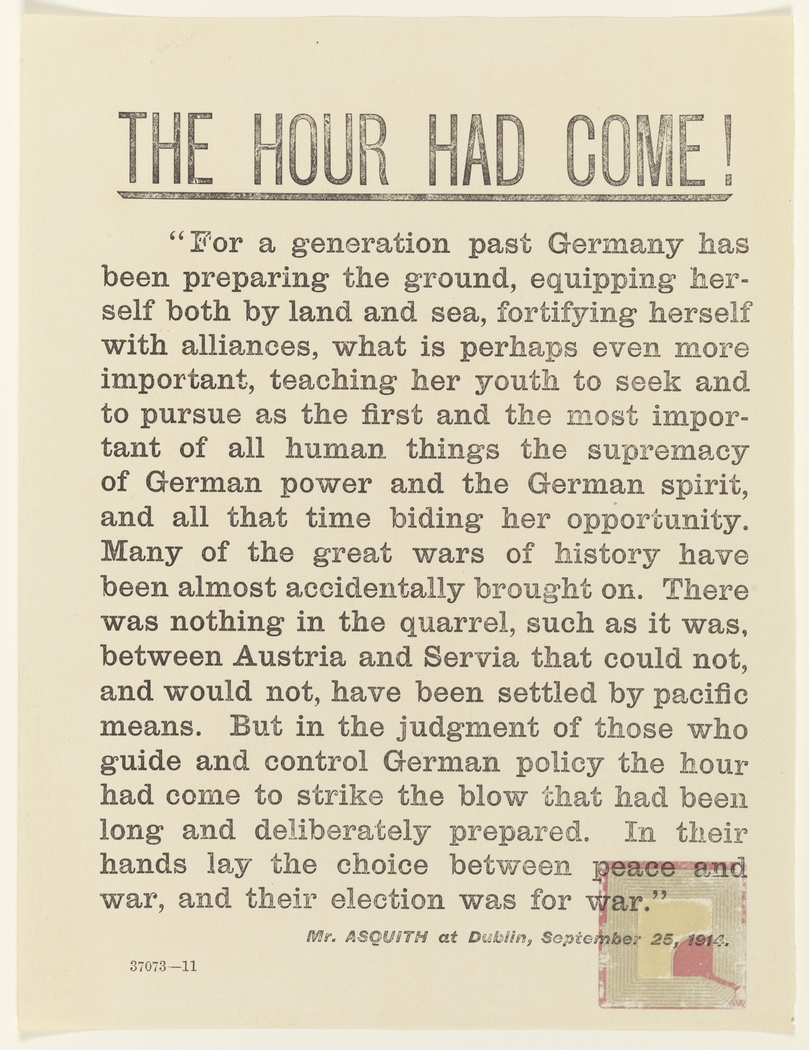 THE HOUR HAD COME!
"For a generation past Germany has
been preparing the ground, equipping her-
self both by land and sea, fortifying herself
with alliances, what is perhaps even more
important, teaching her youth to seek and
to pursue as the first and the most impor-
tant of all human things the supremacy
of German power and the German spirit,
and all that time biding her opportunity.
Many of the great wars of history have
been almost accidentally brought on. There
was nothing in the quarrel, such as it was,
between Austria and Servia that could not,
and would not, have been settled by pacific
means. But in the judgment of those who
guide and control German policy the hour
had come to strike the blow that had been
long and deliberately prepared. In their
hands lay the choice between peace and
war, and their election was for war."
Mr. ASQUITH at Dublin, September 25, 1914.
37073—11